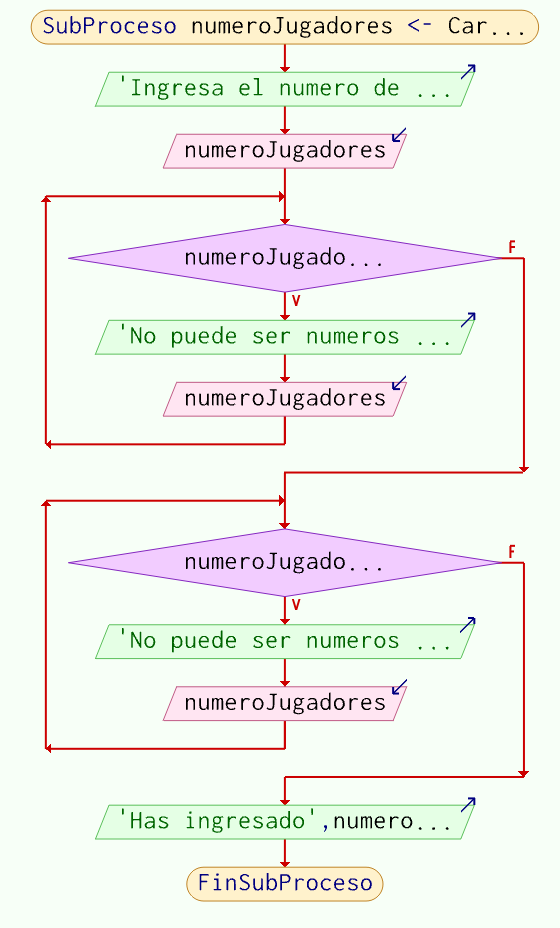 SubProceso numeroJugadores <- Car...
'Ingresa el numero de ...
numeroJugadores
numeroJugado...
F
V
'No puede ser numeros ...
numeroJugadores
numeroJugado...
F
V
'No puede ser numeros ...
numeroJugadores
'Has ingresado',numero...
FinSubProceso